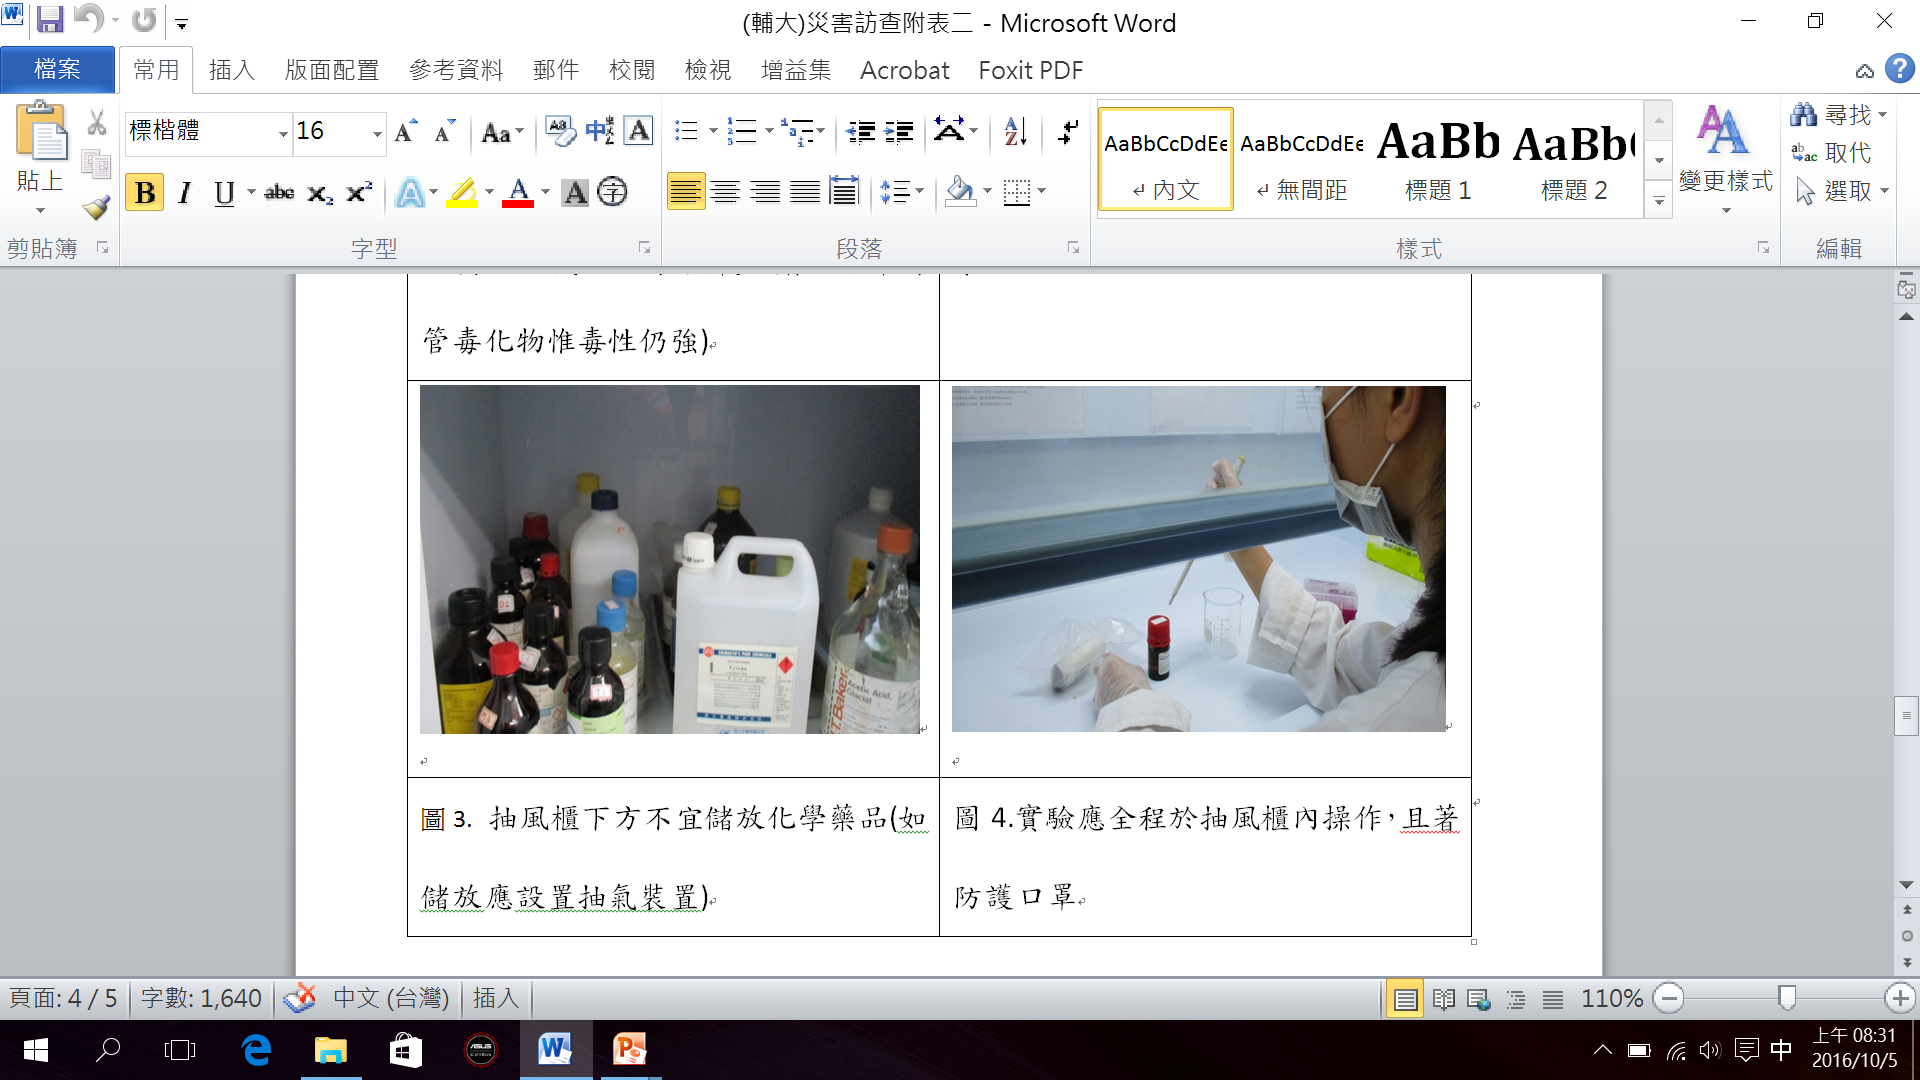 (輔大)災害訪查附表二 - Microsoft Word
檔案 常用 插入 版面配置 參考資料 郵件 校閱 檢視 增益集 Acrobat Foxit PDF
標楷體 16
貼上
AaBbCcDdEe AaBbCcDdEe AaBb AaBb
內文 無間距 標題 1 標題 2
變更樣式
尋找
取代
選取
剪貼簿 字型 段落 樣式 編輯
管毒化物惟毒性仍強)
Xylene
J.T.Baker
Acetic Acid,
Glacial
圖 3. 抽風櫃下方不宜儲放化學藥品(如
儲放應設置抽氣裝置)
圖 4.實驗應全程於抽風櫃內操作，且著
防護口罩
頁面: 4 / 5 字數: 1,640 中文 (台灣) 插入 110%
中 上午 08:31
2016/10/5